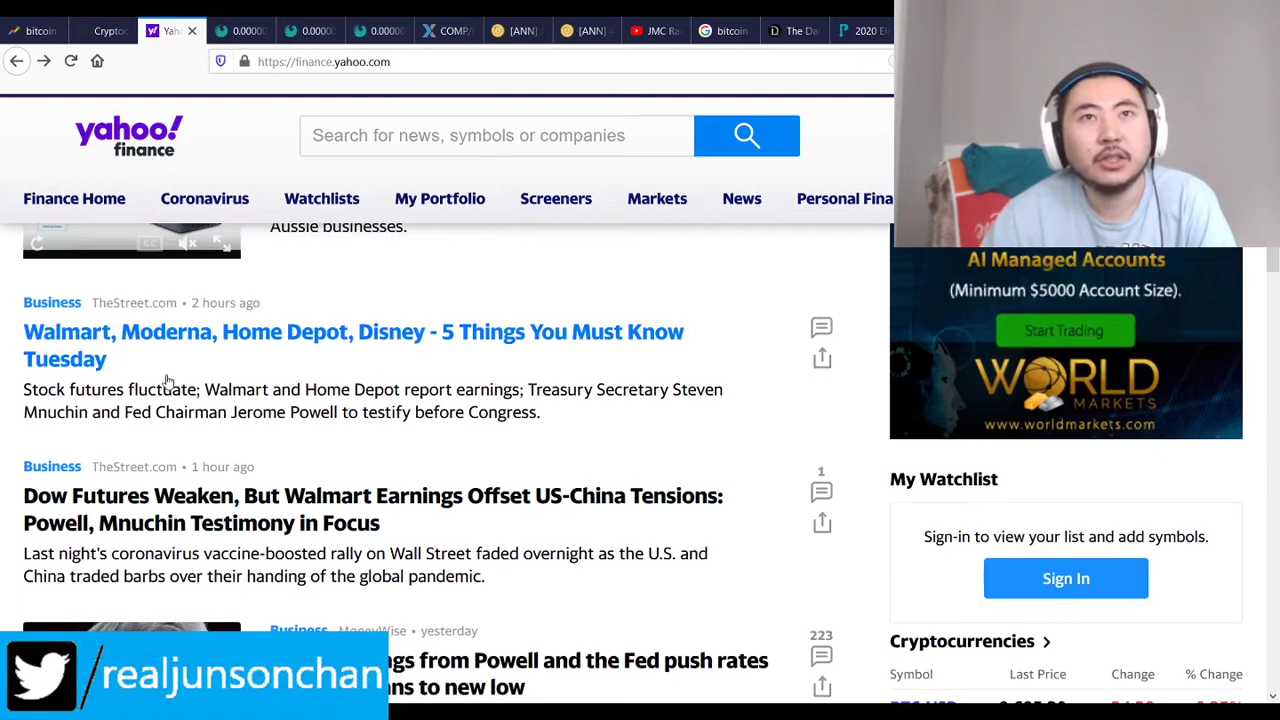 bitcoin
Crypto
Yah
0.00000
0.00000
0.00000
COMP/
[ANN]
[ANN]
JMC Ra
bitcoin
The Da
2020 El
https://finance.yahoo.com
yahoo!
finance
Search for news, symbols or companies
Finance Home Coronavirus Watchlists My Portfolio Screeners Markets News Personal Fina
Aussie businesses.
CC
Business TheStreet.com • 2 hours ago
Walmart, Moderna, Home Depot, Disney - 5 Things You Must Know
Tuesday
Stock futures fluctuate; Walmart and Home Depot report earnings; Treasury Secretary Steven
Mnuchin and Fed Chairman Jerome Powell to testify before Congress.
Business TheStreet.com • 1 hour ago
1
Dow Futures Weaken, But Walmart Earnings Offset US-China Tensions:
Powell, Mnuchin Testimony in Focus
Last night's coronavirus vaccine-boosted rally on Wall Street faded overnight as the U.S. and
China traded barbs over their handing of the global pandemic.
Business MoneyWise • yesterday
223
gs from Powell and the Fed push rates
ns to new low
/realjunsonchan
AI Managed Accounts
(Minimum $5000 Account Size).
Start Trading
WORLD
MARKETS
www.worldmarkets.com
My Watchlist
Sign-in to view your list and add symbols.
Sign In
Cryptocurrencies
Symbol Last Price Change % Change